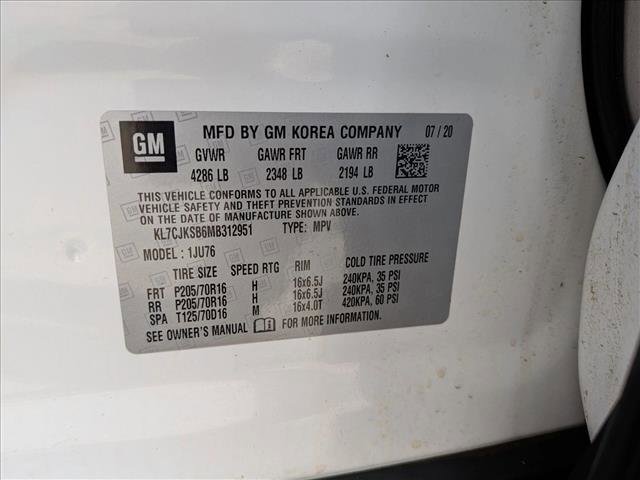 GM
MFD BY GM KOREA COMPANY 07/20
GVWR GAWR FRT GAWR RR
4286 LB 2348 LB 2194 LB
THIS VEHICLE CONFORMS TO ALL APPLICABLE U.S. FEDERAL MOTOR
VEHICLE SAFETY AND THEFT PREVENTION STANDARDS IN EFFECT
ON THE DATE OF MANUFACTURE SHOWN ABOVE.
KL7CJKSB6MB312951 TYPE: MPV
MODEL: 1JU76
TIRE SIZE SPEED RTG RIM COLD TIRE PRESSURE
FRT P205/70R16 H 16x6.5J 240KPA, 35 PSI
RR P205/70R16 H 16x6.5J 240KPA, 35 PSI
SPA T125/70D16 M 16x4.0T 420KPA, 60 PSI
SEE OWNER'S MANUAL FOR MORE INFORMATION.